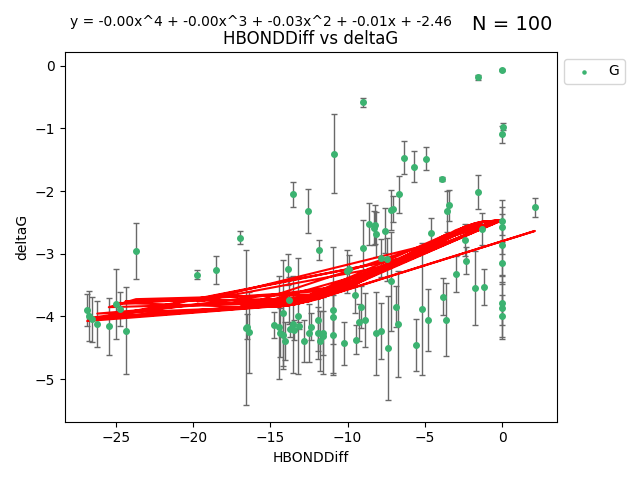 y = -0.00x^4 + -0.00x^3 + -0.03x^2 + -0.01x + -2.46
N = 100
HBONDDiff vs deltaG
G
deltaG
0
−1
−2
−3
−4
−5
−25
−20
−15
−10
−5
0
HBONDDiff